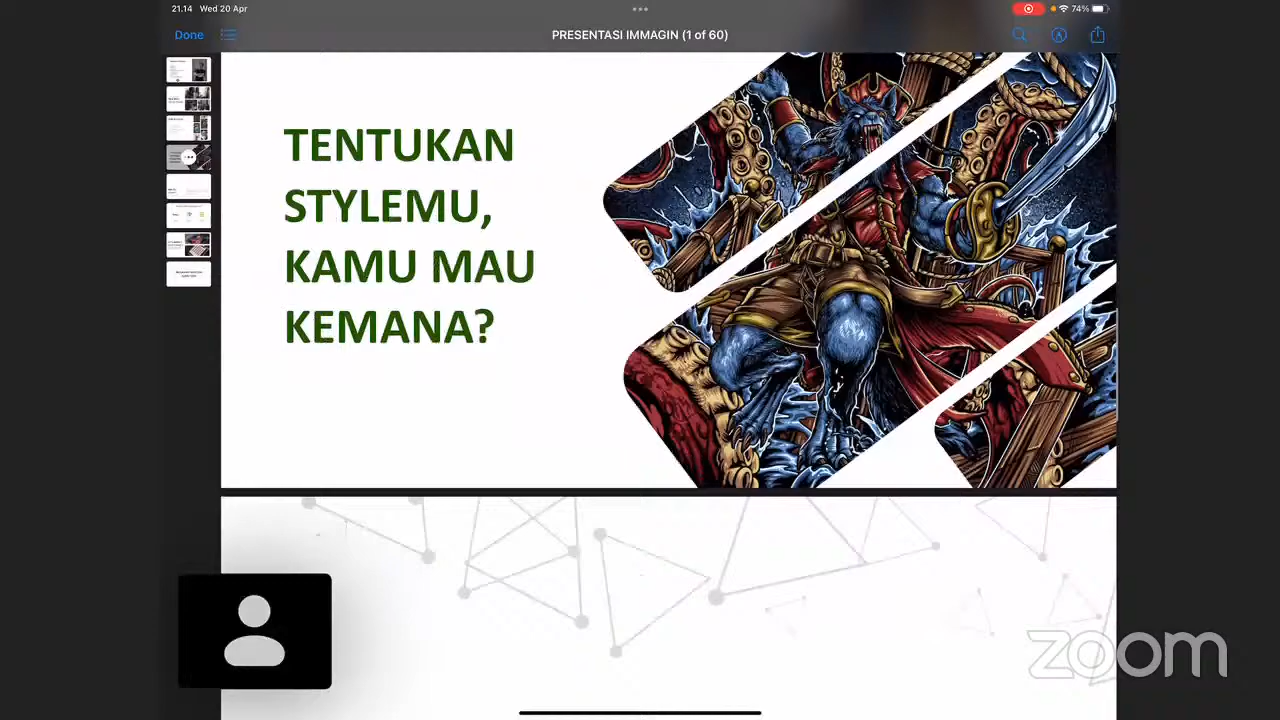 21.14 Wed 20 Apr
74%
Done
PRESENTASI IMMAGIN (1 of 60)
TENTUKAN
STYLEMU,
KAMU MAU
KEMANA?
zoom